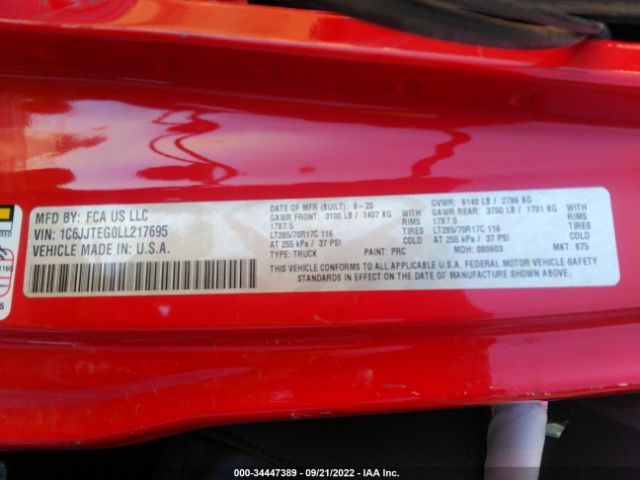 MFD BY: FCA US LLC
VIN: 1C6JJTEG0LL217695
VEHICLE MADE IN: U.S.A.
DATE OF MFR (BUILT): 8-20
GAWR FRONT: 3100 LB / 1407 KG
17X7.5 RIMS
LT285/70R17C 116 TIRES
AT 255 kPa / 37 PSI COLD
TYPE: TRUCK PAINT: PRC
GVWR: 6140 LB / 2786 KG
GAWR REAR: 3750 LB / 1701 KG
17X7.5 RIMS
LT285/70R17C 116 TIRES
AT 255 kPa / 37 PSI COLD
MDH: 080603 MKT: 875
THIS VEHICLE CONFORMS TO ALL APPLICABLE U.S.A. FEDERAL MOTOR VEHICLE SAFETY
STANDARDS IN EFFECT ON THE DATE OF MANUFACTURE SHOWN ABOVE.
000-34447389 - 09/21/2022 - IAA Inc.